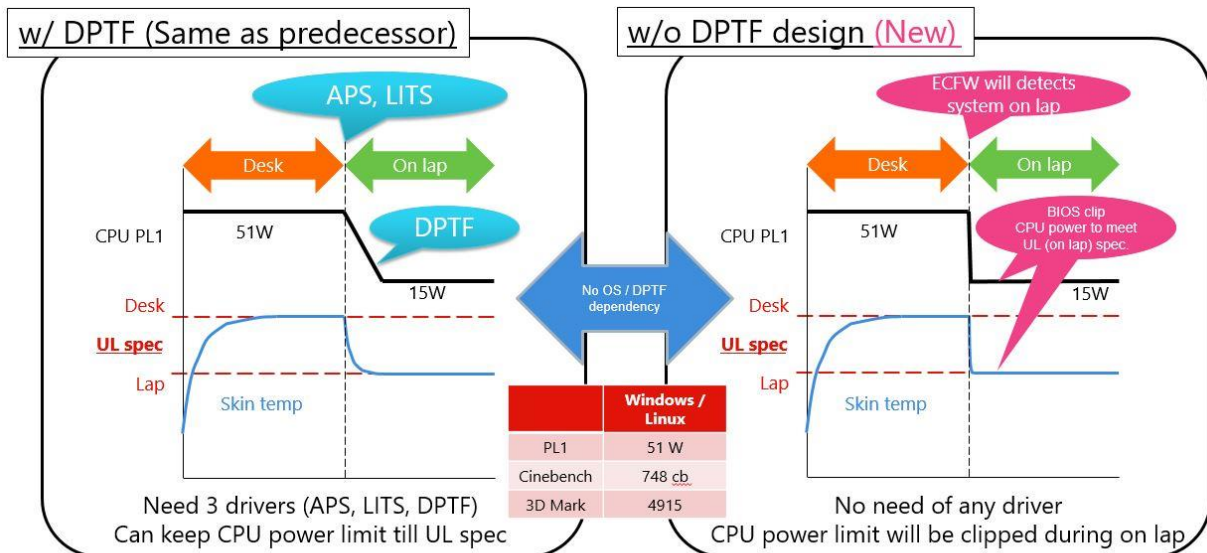 w/ DPTF (Same as predecessor)
APS, LITS
Desk
On lap
CPU PL1
51W
DPTF
15W
Desk
UL spec
Lap
Skin temp
Need 3 drivers (APS, LITS, DPTF)
Can keep CPU power limit till UL spec
No OS / DPTF
dependency
Windows /
Linux
PL1
51 W
Cinebench
748 cb
3D Mark
4915
w/o DPTF design (New)
ECFW will detects
system on lap
Desk
On lap
CPU PL1
51W
BIOS clip
CPU power to meet
UL (on lap) spec.
15W
Desk
UL spec
Lap
Skin temp
No need of any driver
CPU power limit will be clipped during on lap